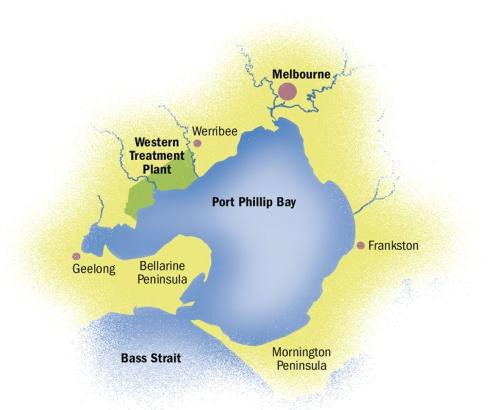 Melbourne
Werribee
Western
Treatment
Plant
Port Phillip Bay
Frankston
Geelong
Bellarine
Peninsula
Bass Strait
Mornington
Peninsula